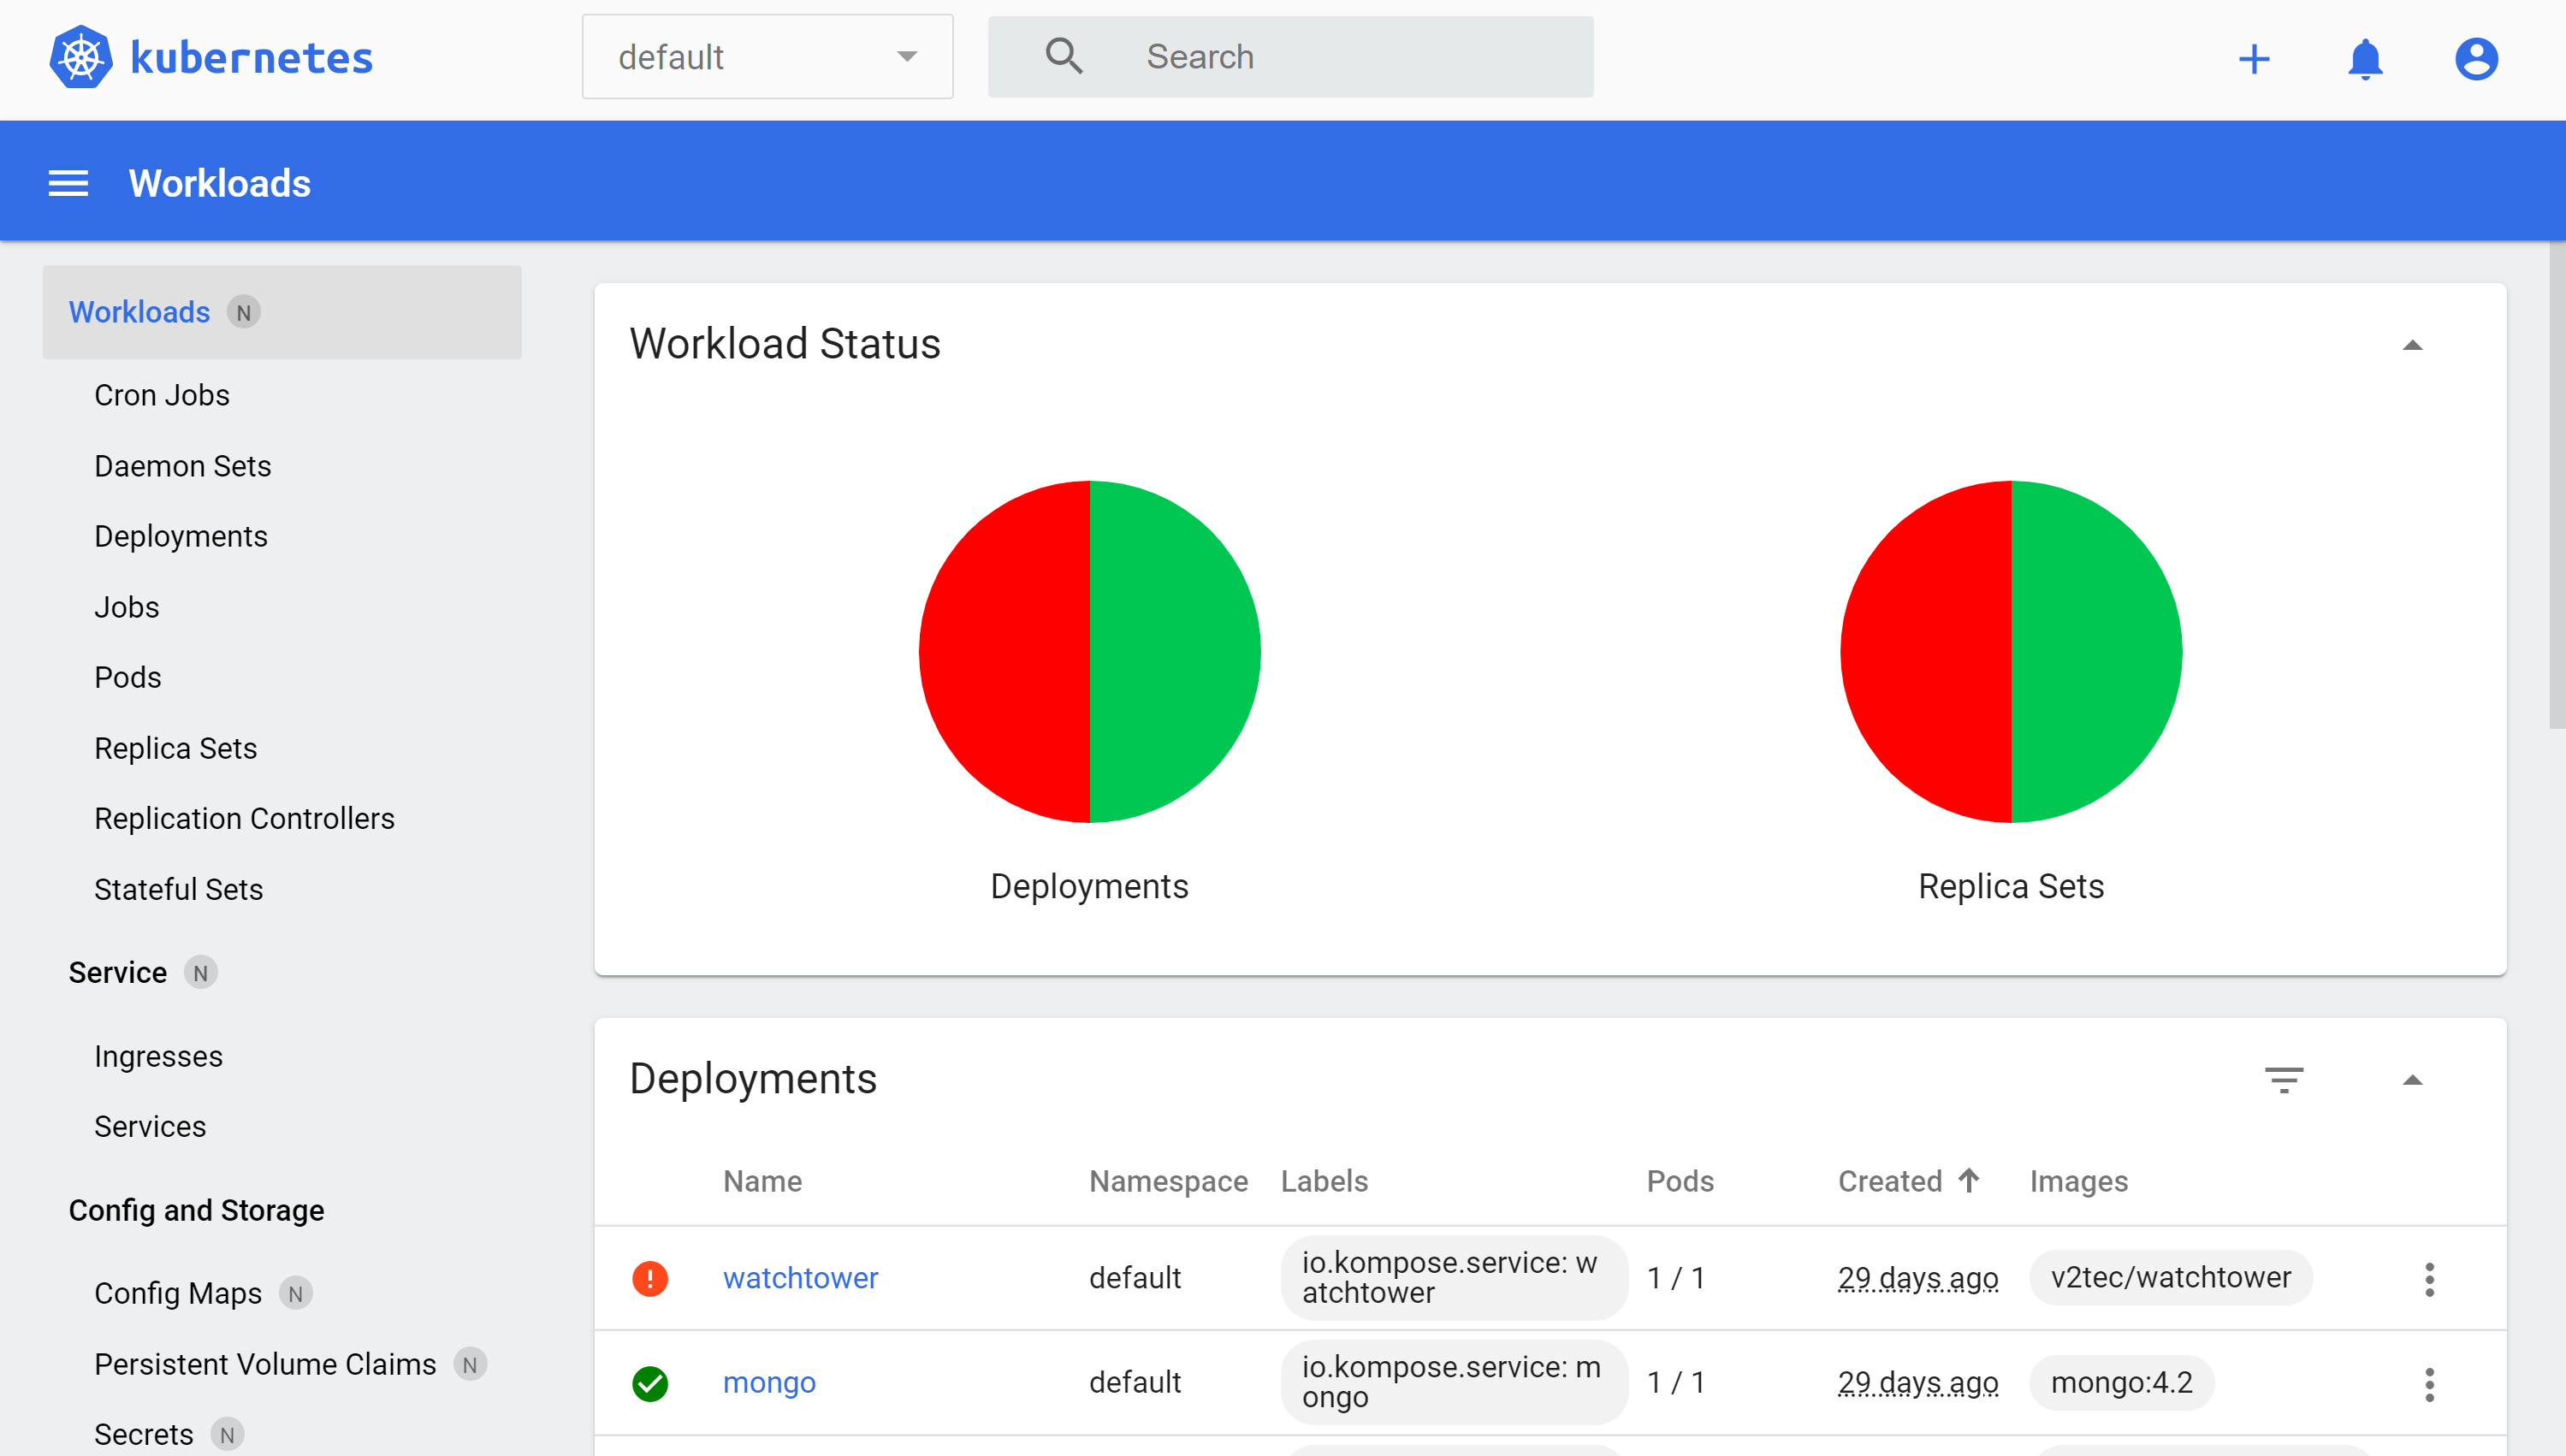 kubernetes
default
Search
Workloads
Workloads N
Cron Jobs
Daemon Sets
Deployments
Jobs
Pods
Replica Sets
Replication Controllers
Stateful Sets
Service N
Ingresses
Services
Config and Storage
Config Maps N
Persistent Volume Claims N
Secrets N
Workload Status
Deployments
Replica Sets
Deployments
Name Namespace Labels Pods Created Images
watchtower default io.kompose.service: w
atchtower 1 / 1 29 days ago v2tec/watchtower
mongo default io.kompose.service: m
ongo 1 / 1 29 days ago mongo:4.2